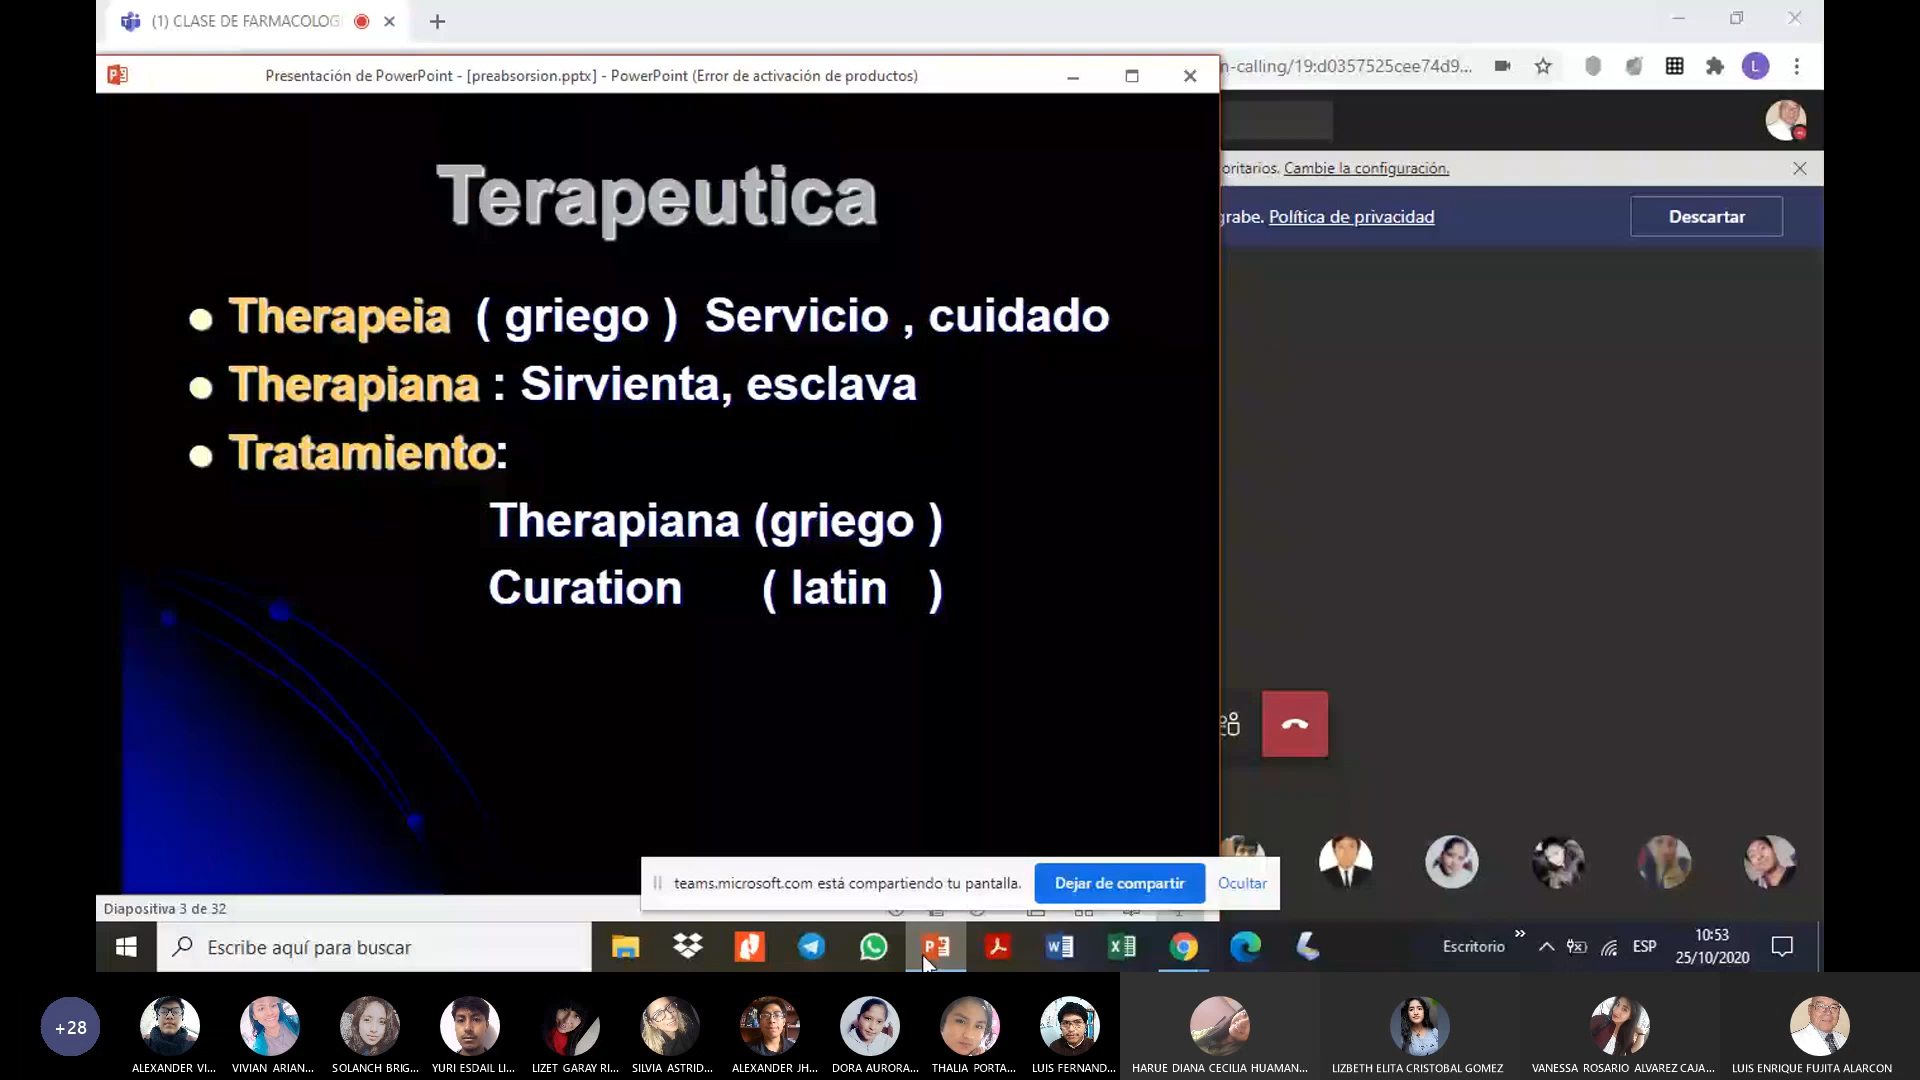 (1) CLASE DE FARMACOLOGI
Presentación de PowerPoint - [preabsorsion.pptx] - PowerPoint (Error de activación de productos)
n-calling/19:d0357525cee74d9...
L
oritarios. Cambie la configuración.
grabe. Política de privacidad
Descartar
Terapeutica
Therapeia ( griego ) Servicio , cuidado
Therapiana : Sirvienta, esclava
Tratamiento:
Therapiana (griego )
Curation ( latin )
teams.microsoft.com está compartiendo tu pantalla.
Dejar de compartir
Ocultar
Diapositiva 3 de 32
Escribe aquí para buscar
Escritorio
ESP
10:53
25/10/2020
+28
ALEXANDER VI...
VIVIAN ARIAN...
SOLANCH BRIG...
YURI ESDAIL LI...
LIZET GARAY RI...
SILVIA ASTRID...
ALEXANDER JH...
DORA AURORA...
THALIA PORTA...
LUIS FERNAND...
HARUE DIANA CECILIA HUAMAN...
LIZBETH ELITA CRISTOBAL GOMEZ
VANESSA ROSARIO ALVAREZ CAJA...
LUIS ENRIQUE FUJITA ALARCON